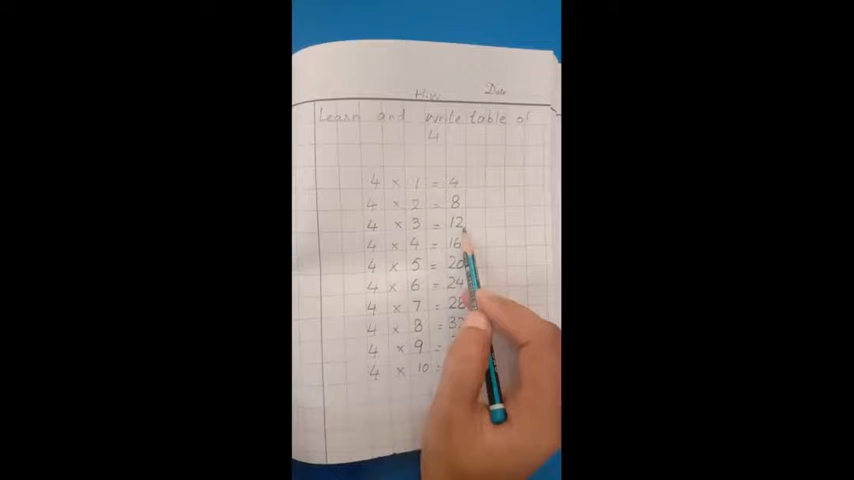 H.W Date
Learn and write table of
4
4 × 1 = 4
4 × 2 = 8
4 × 3 = 12
4 × 4 = 16
4 × 5 = 20
4 × 6 = 24
4 × 7 = 28
4 × 8 = 32
4 × 9 =
4 × 10 =